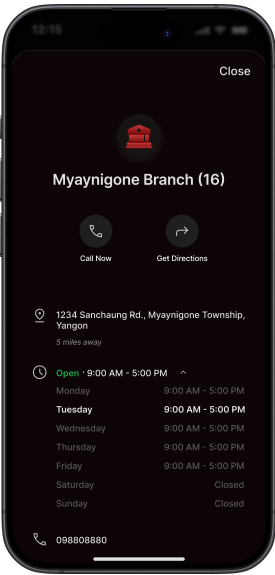 12:15
Close
Myaynigone Branch (16)
Call Now
Get Directions
1234 Sanchaung Rd., Myaynigone Township,
Yangon
5 miles away
Open · 9:00 AM - 5:00 PM
Monday 9:00 AM - 5:00 PM
Tuesday 9:00 AM - 5:00 PM
Wednesday 9:00 AM - 5:00 PM
Thursday 9:00 AM - 5:00 PM
Friday 9:00 AM - 5:00 PM
Saturday Closed
Sunday Closed
098808880